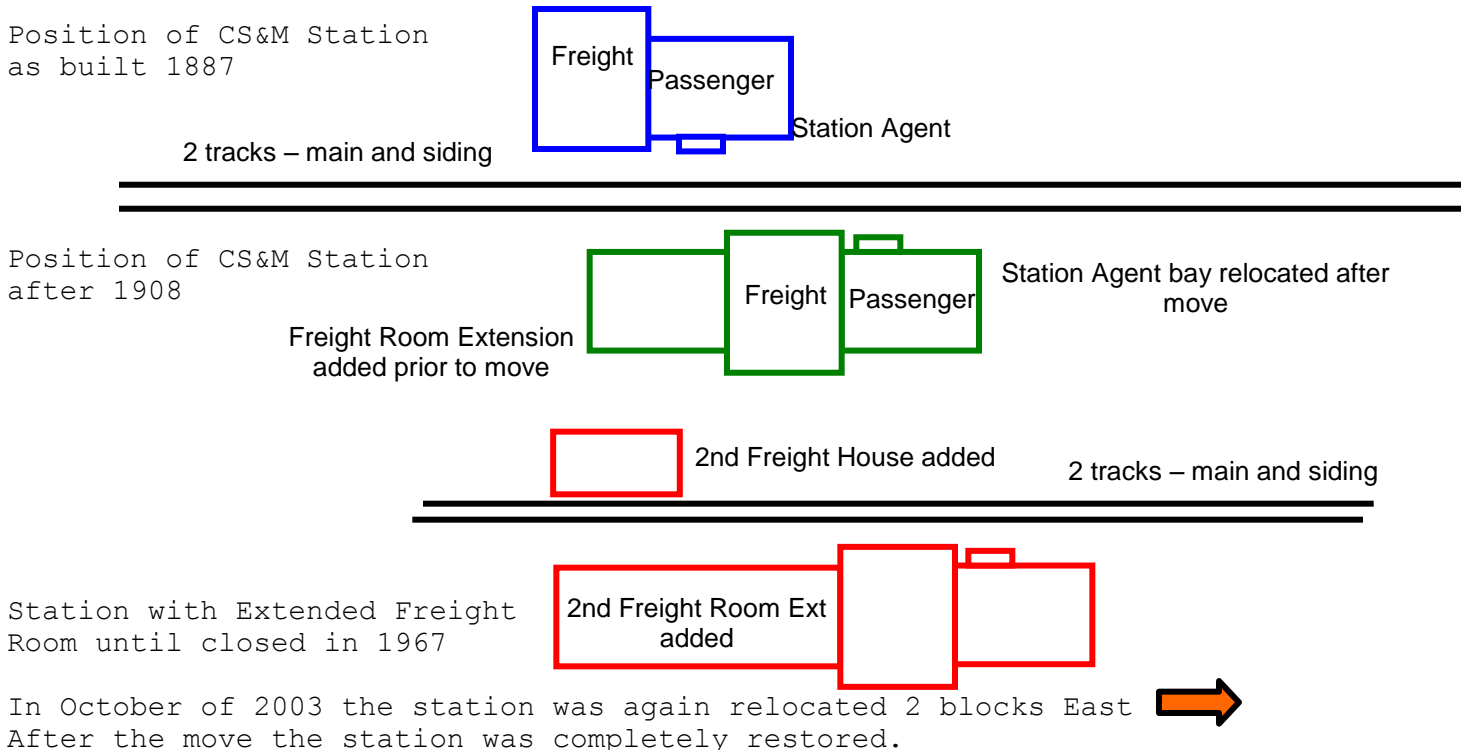 Position of CS&M Station
as built 1887
Freight
Passenger
Station Agent
2 tracks – main and siding
Position of CS&M Station
after 1908
Freight
Passenger
Station Agent bay relocated after
move
Freight Room Extension
added prior to move
2nd Freight House added
2 tracks – main and siding
Station with Extended Freight
Room until closed in 1967
2nd Freight Room Ext
added
In October of 2003 the station was again relocated 2 blocks East
After the move the station was completely restored.